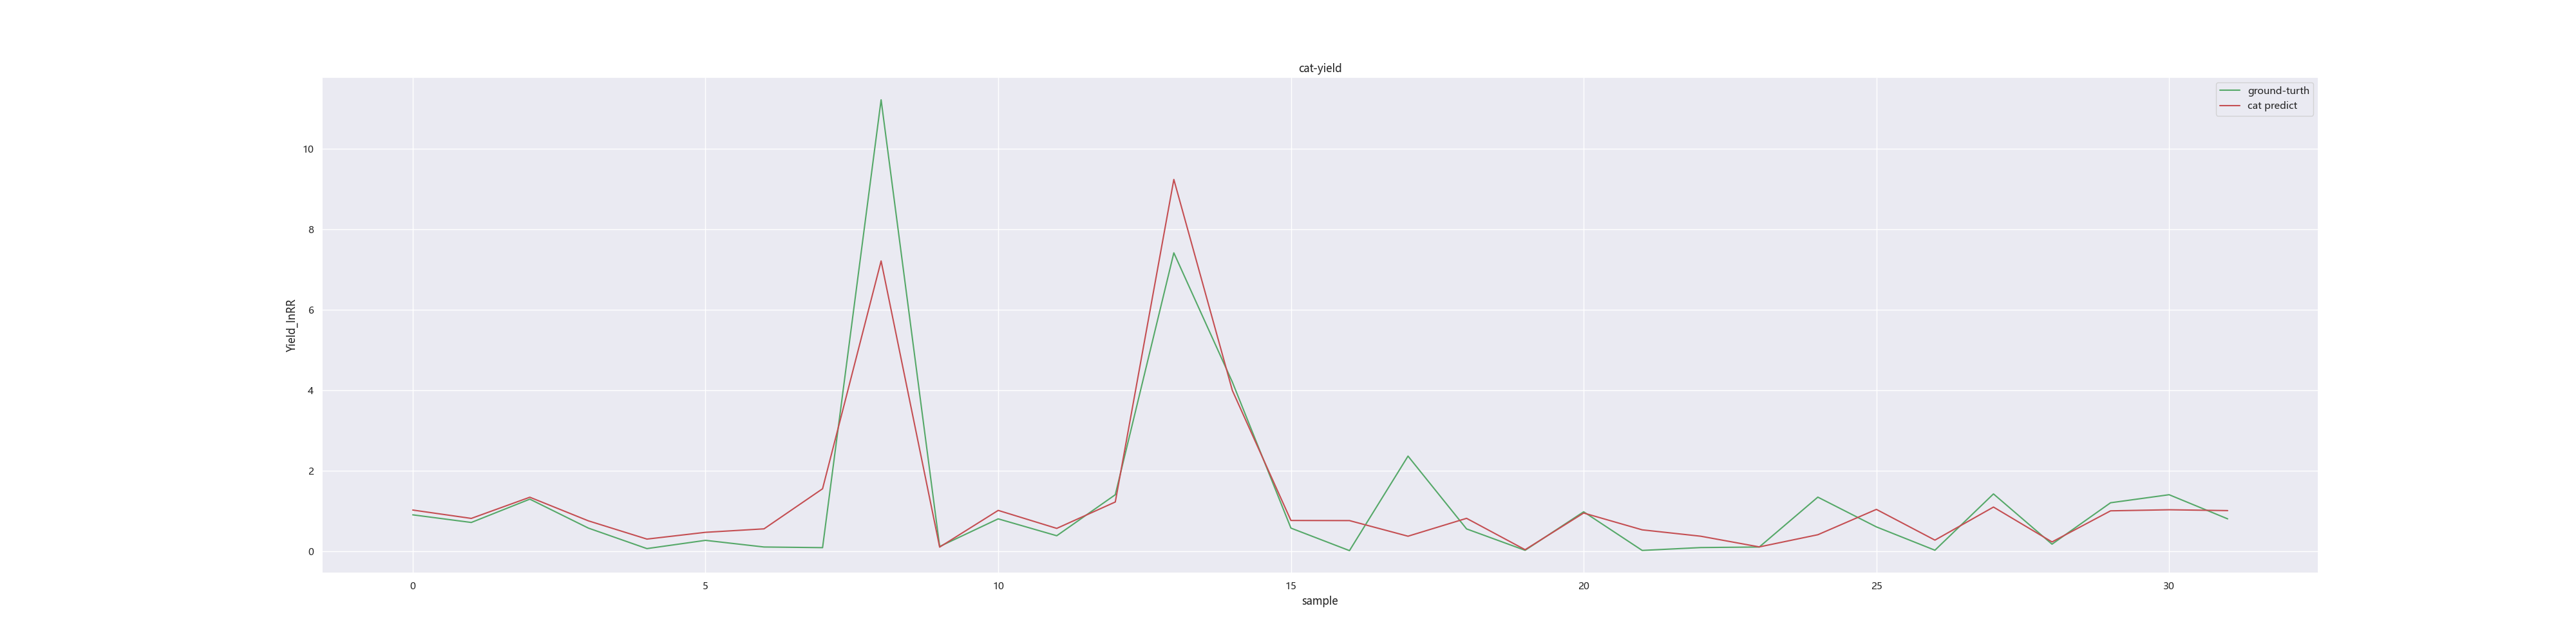 cat-yield
ground-turth
cat predict
10
8
6
4
2
0
Yield_lnRR
0 5 10 15 20 25 30
sample